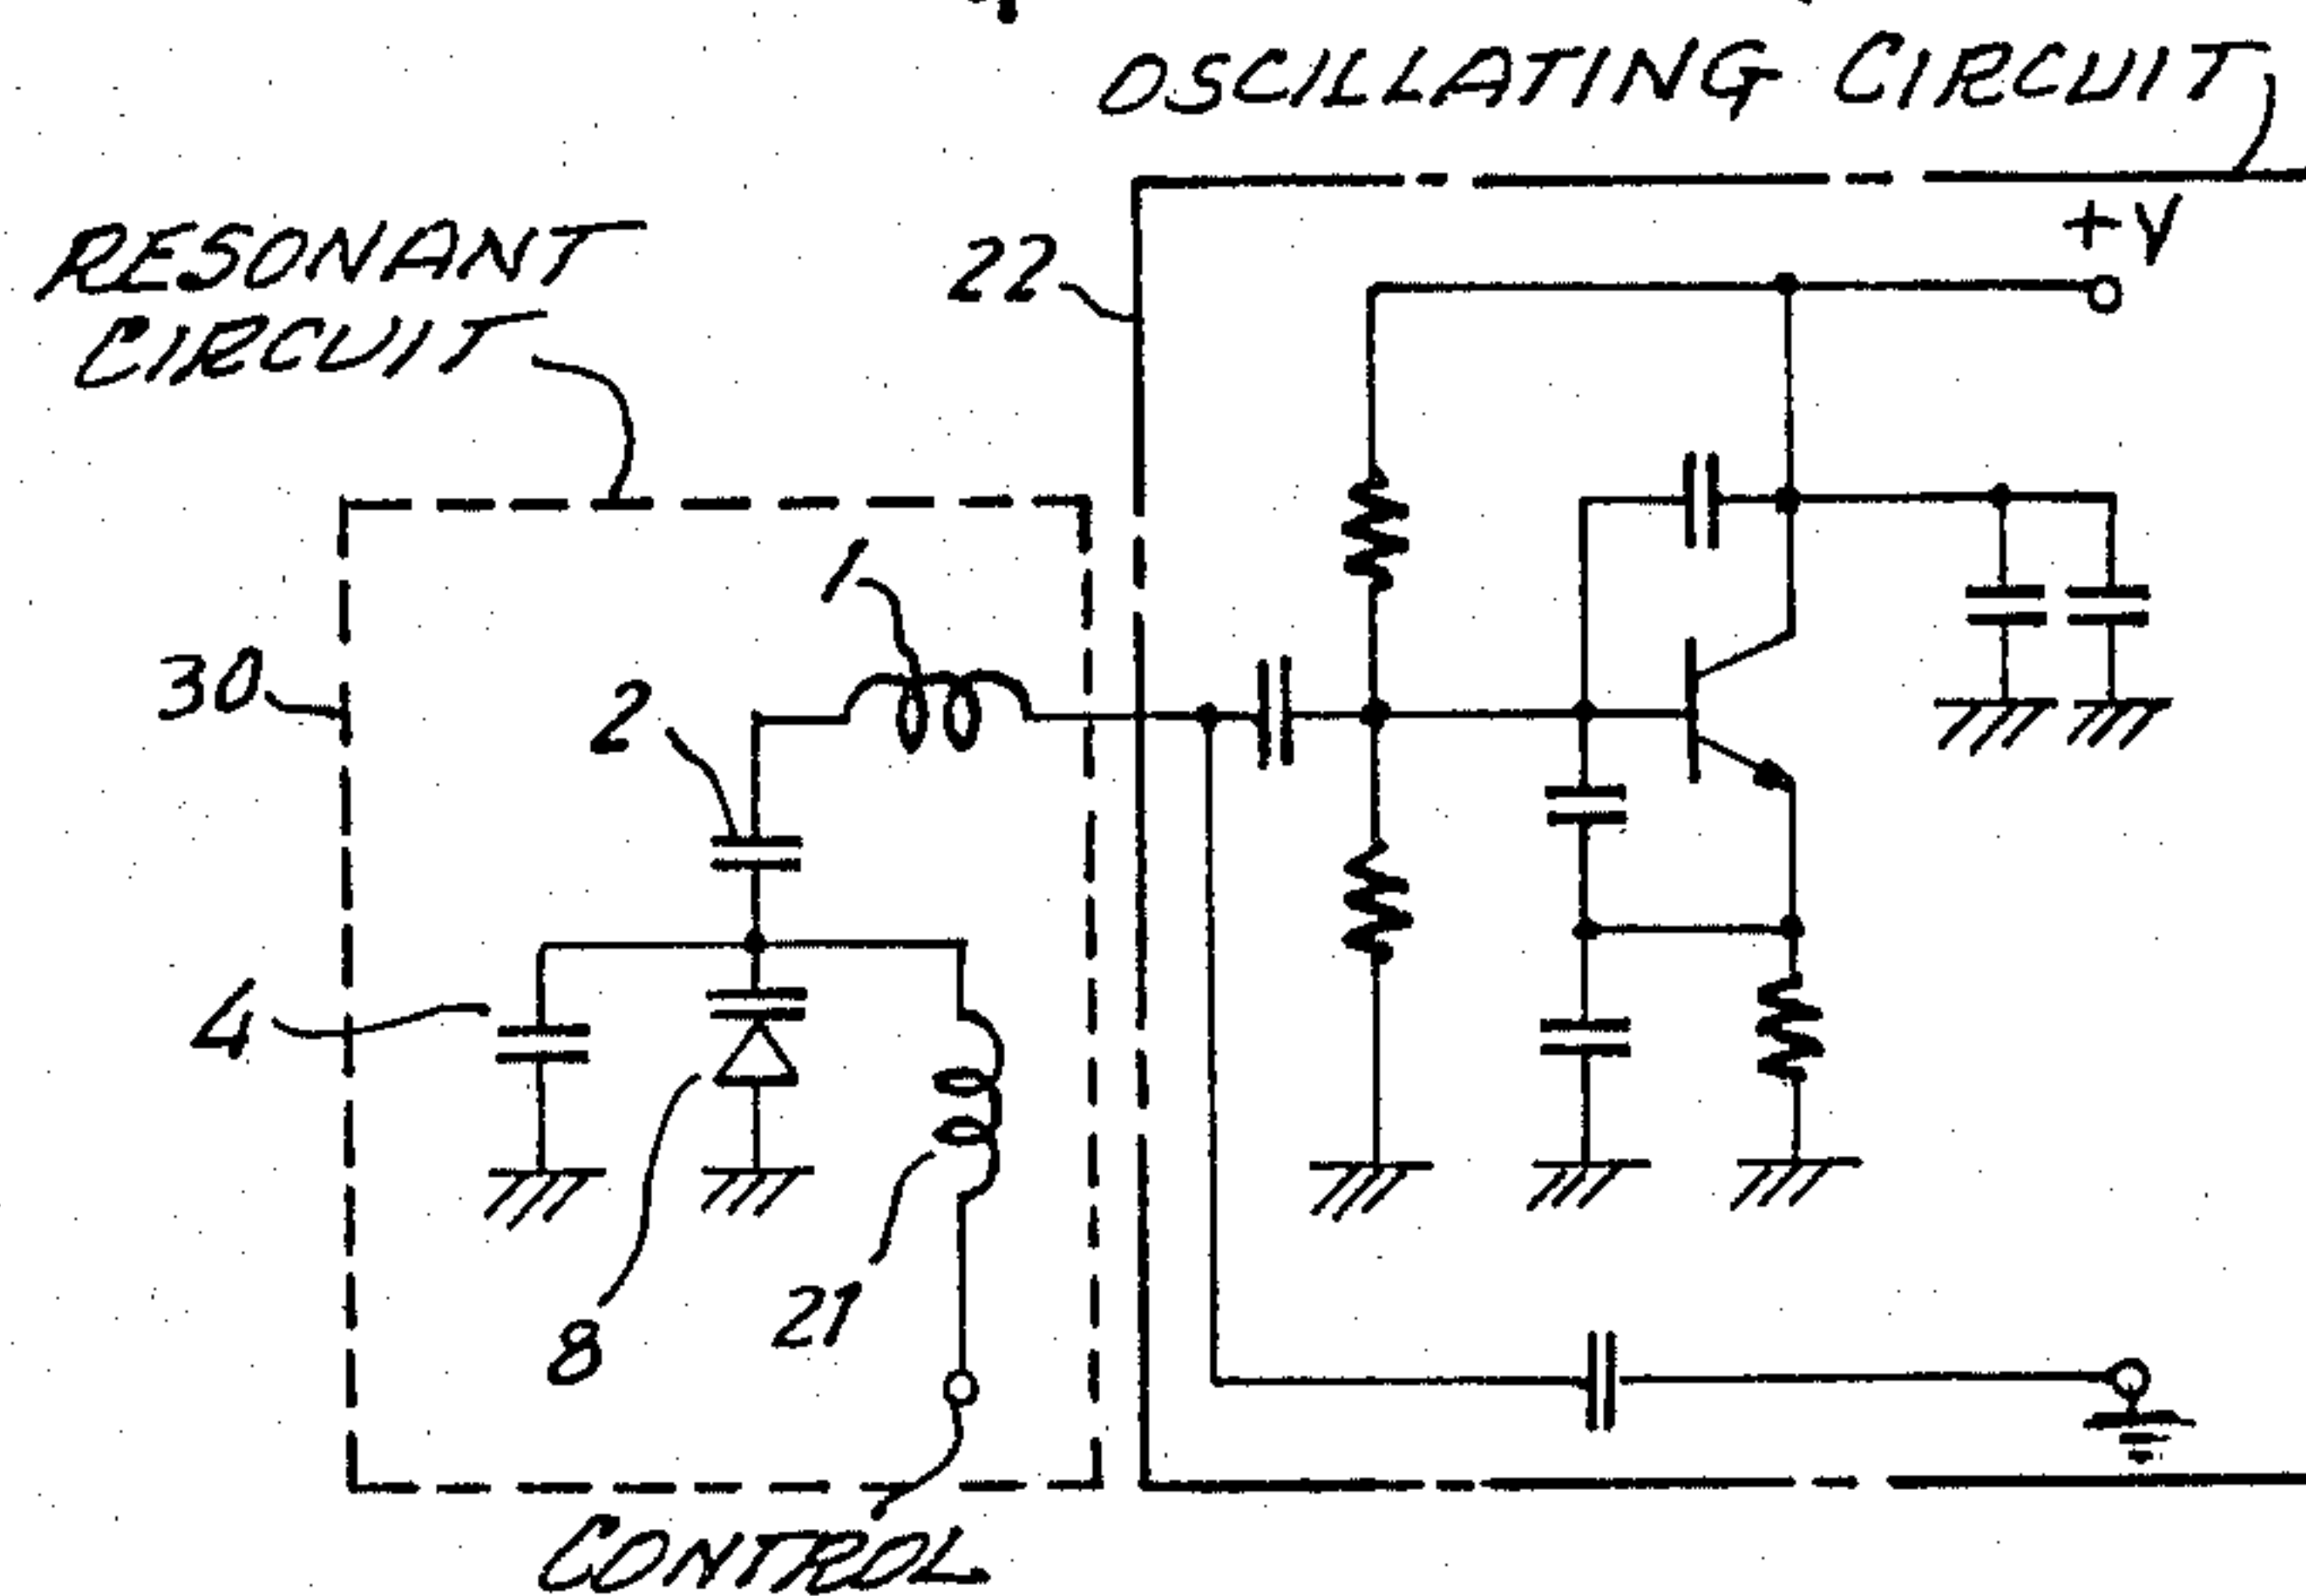 OSCILLATING CIRCUIT
RESONANT
CIRCUIT
22
+V
1
30
2
4
8
21
CONTROL